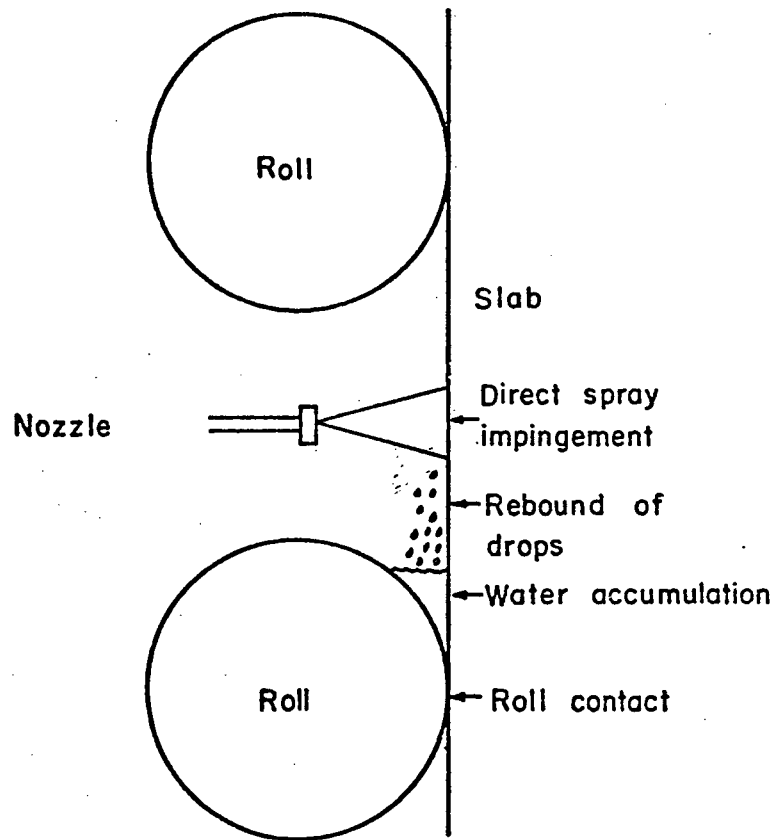 Roll
Slab
Nozzle
Direct spray
impingement
Rebound of
drops
Water accumulation
Roll
Roll contact